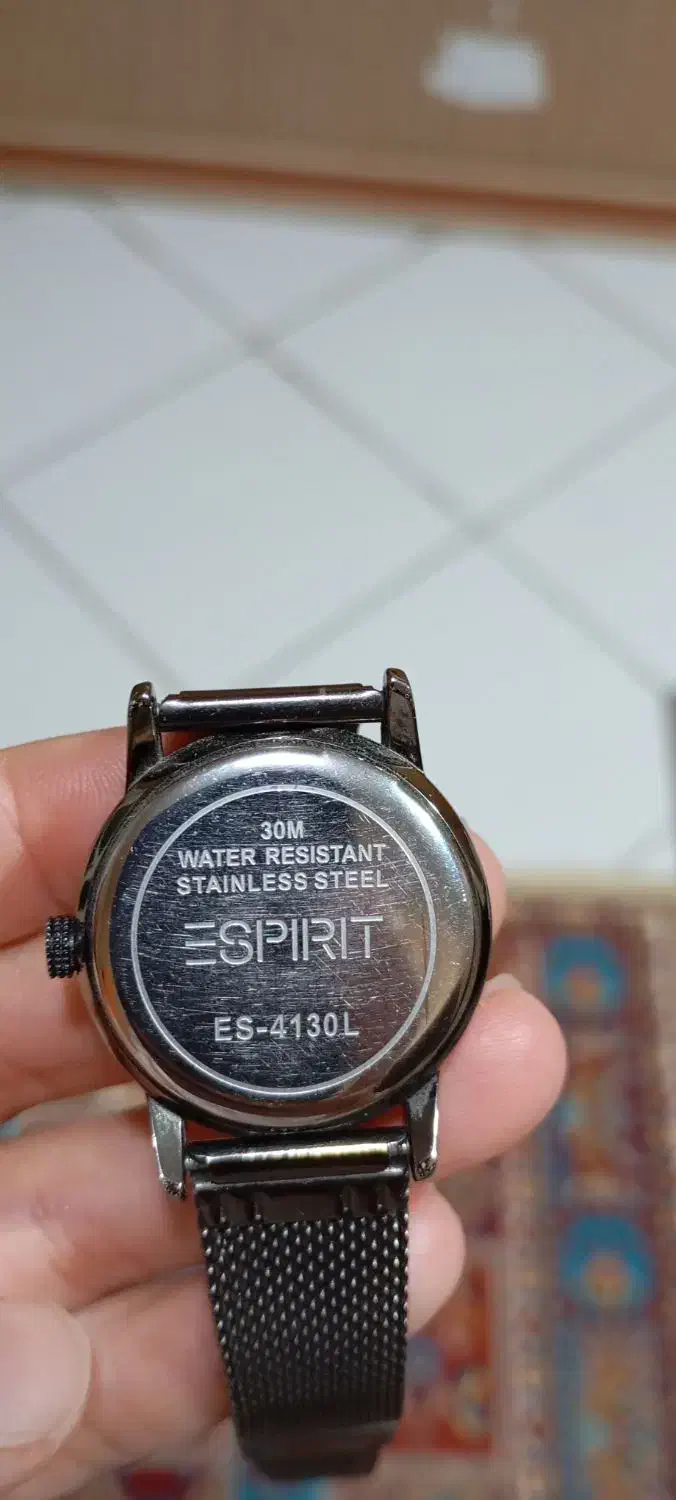 30M
WATER RESISTANT
STAINLESS STEEL
ESPIRIT
ES-4130L